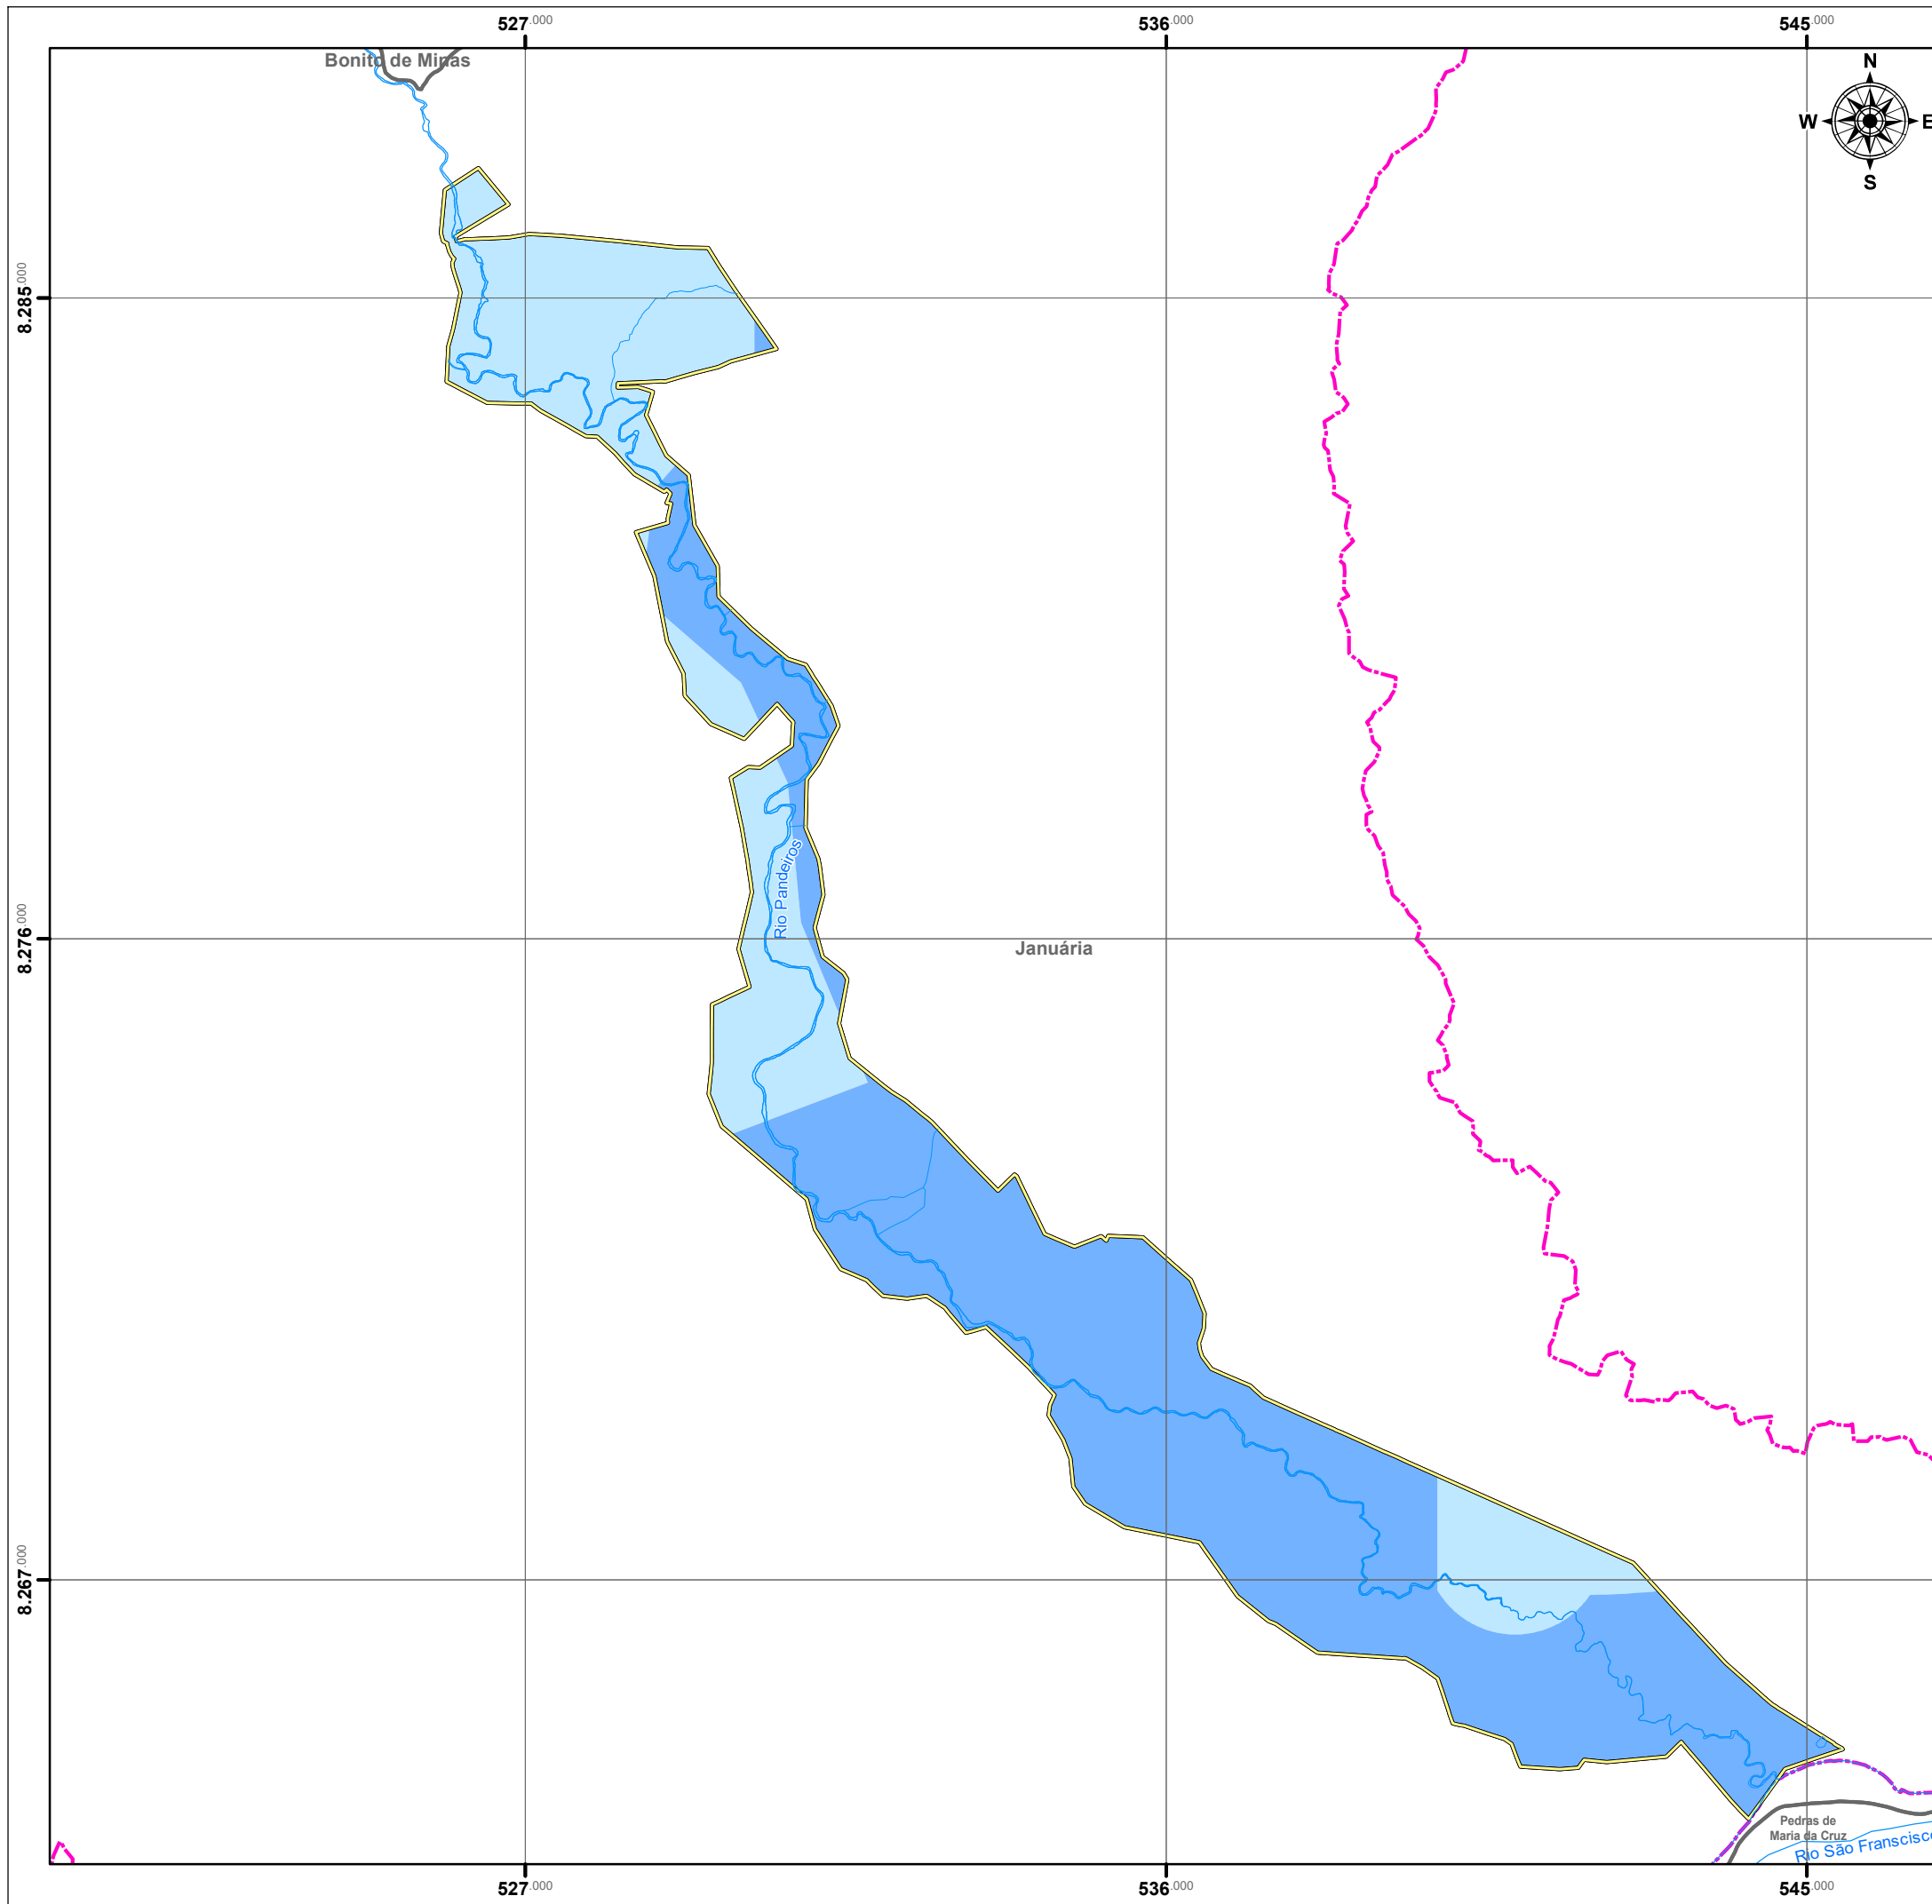 527.000 536.000 545.000
Bonito de Minas
N
W E
S
8.285.000
Rio Pandeiros
8.276.000
Januária
8.267.000
Pedras de
Maria da Cruz
Rio São Franscisco
527.000 536.000 545.000